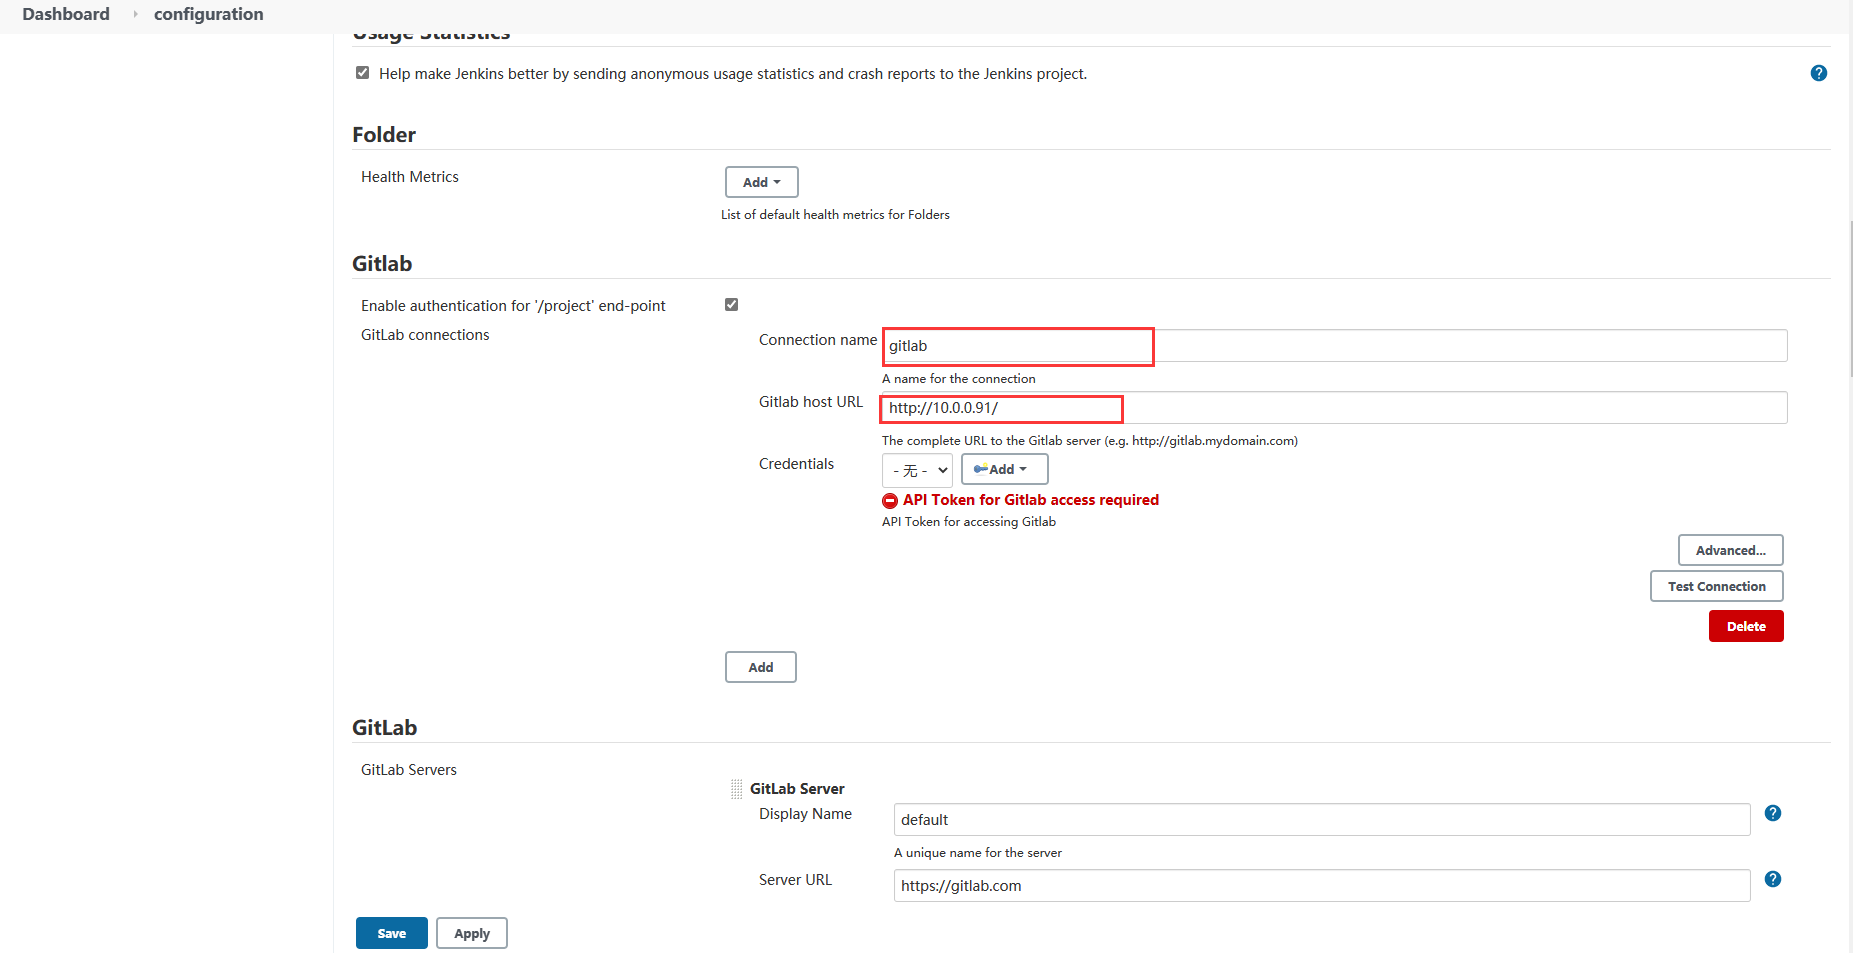 Dashboard configuration
Usage Statistics
Help make Jenkins better by sending anonymous usage statistics and crash reports to the Jenkins project.
Folder
Health Metrics
Add
List of default health metrics for Folders
Gitlab
Enable authentication for '/project' end-point
GitLab connections
Connection name
gitlab
A name for the connection
Gitlab host URL
http://10.0.0.91/
The complete URL to the Gitlab server (e.g. http://gitlab.mydomain.com)
Credentials
- 无 -
Add
API Token for Gitlab access required
API Token for accessing Gitlab
Advanced...
Test Connection
Delete
Add
GitLab
GitLab Servers
GitLab Server
Display Name
default
A unique name for the server
Server URL
https://gitlab.com
Save
Apply